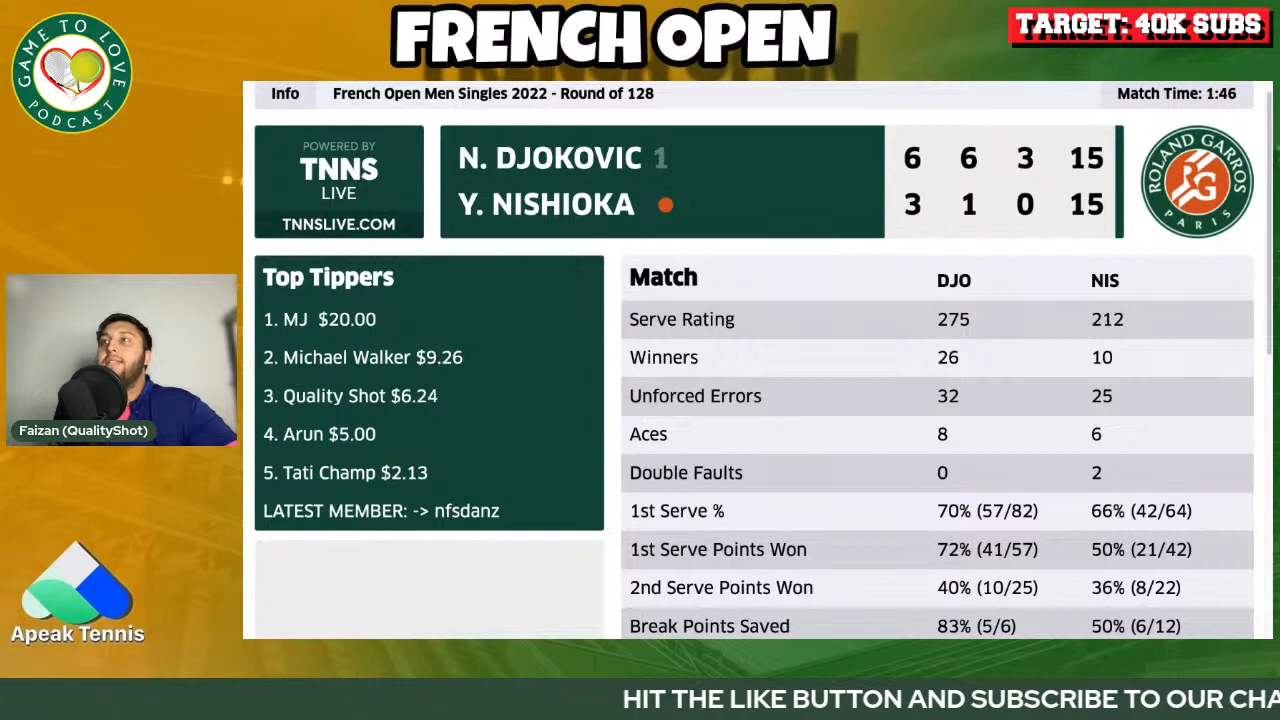 GAME TO LOVE
PODCAST
FRENCH OPEN
TARGET: 40K SUBS
Info French Open Men Singles 2022 - Round of 128 Match Time: 1:46
POWERED BY
TNNS
LIVE
TNNSLIVE.COM
N. DJOKOVIC 1 6 6 3 15
Y. NISHIOKA 3 1 0 15
ROLAND GARROS
RG
PARIS
Top Tippers
1. MJ $20.00
2. Michael Walker $9.26
3. Quality Shot $6.24
4. Arun $5.00
5. Tati Champ $2.13
LATEST MEMBER: -> nfsdanz
Match DJO NIS
Serve Rating 275 212
Winners 26 10
Unforced Errors 32 25
Aces 8 6
Double Faults 0 2
1st Serve % 70% (57/82) 66% (42/64)
1st Serve Points Won 72% (41/57) 50% (21/42)
2nd Serve Points Won 40% (10/25) 36% (8/22)
Break Points Saved 83% (5/6) 50% (6/12)
Faizan (QualityShot)
Apeak Tennis
HIT THE LIKE BUTTON AND SUBSCRIBE TO OUR CHA